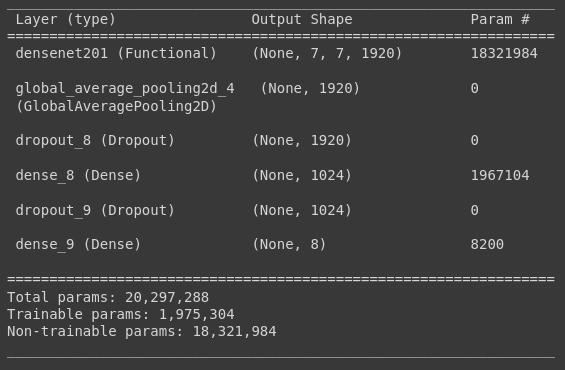 _________________________________________________________________
 Layer (type)                Output Shape              Param #
=================================================================
 densenet201 (Functional)    (None, 7, 7, 1920)        18321984
 global_average_pooling2d_4   (None, 1920)             0
 (GlobalAveragePooling2D)
 dropout_8 (Dropout)         (None, 1920)              0
 dense_8 (Dense)             (None, 1024)              1967104
 dropout_9 (Dropout)         (None, 1024)              0
 dense_9 (Dense)             (None, 8)                 8200
=================================================================
Total params: 20,297,288
Trainable params: 1,975,304
Non-trainable params: 18,321,984
_________________________________________________________________